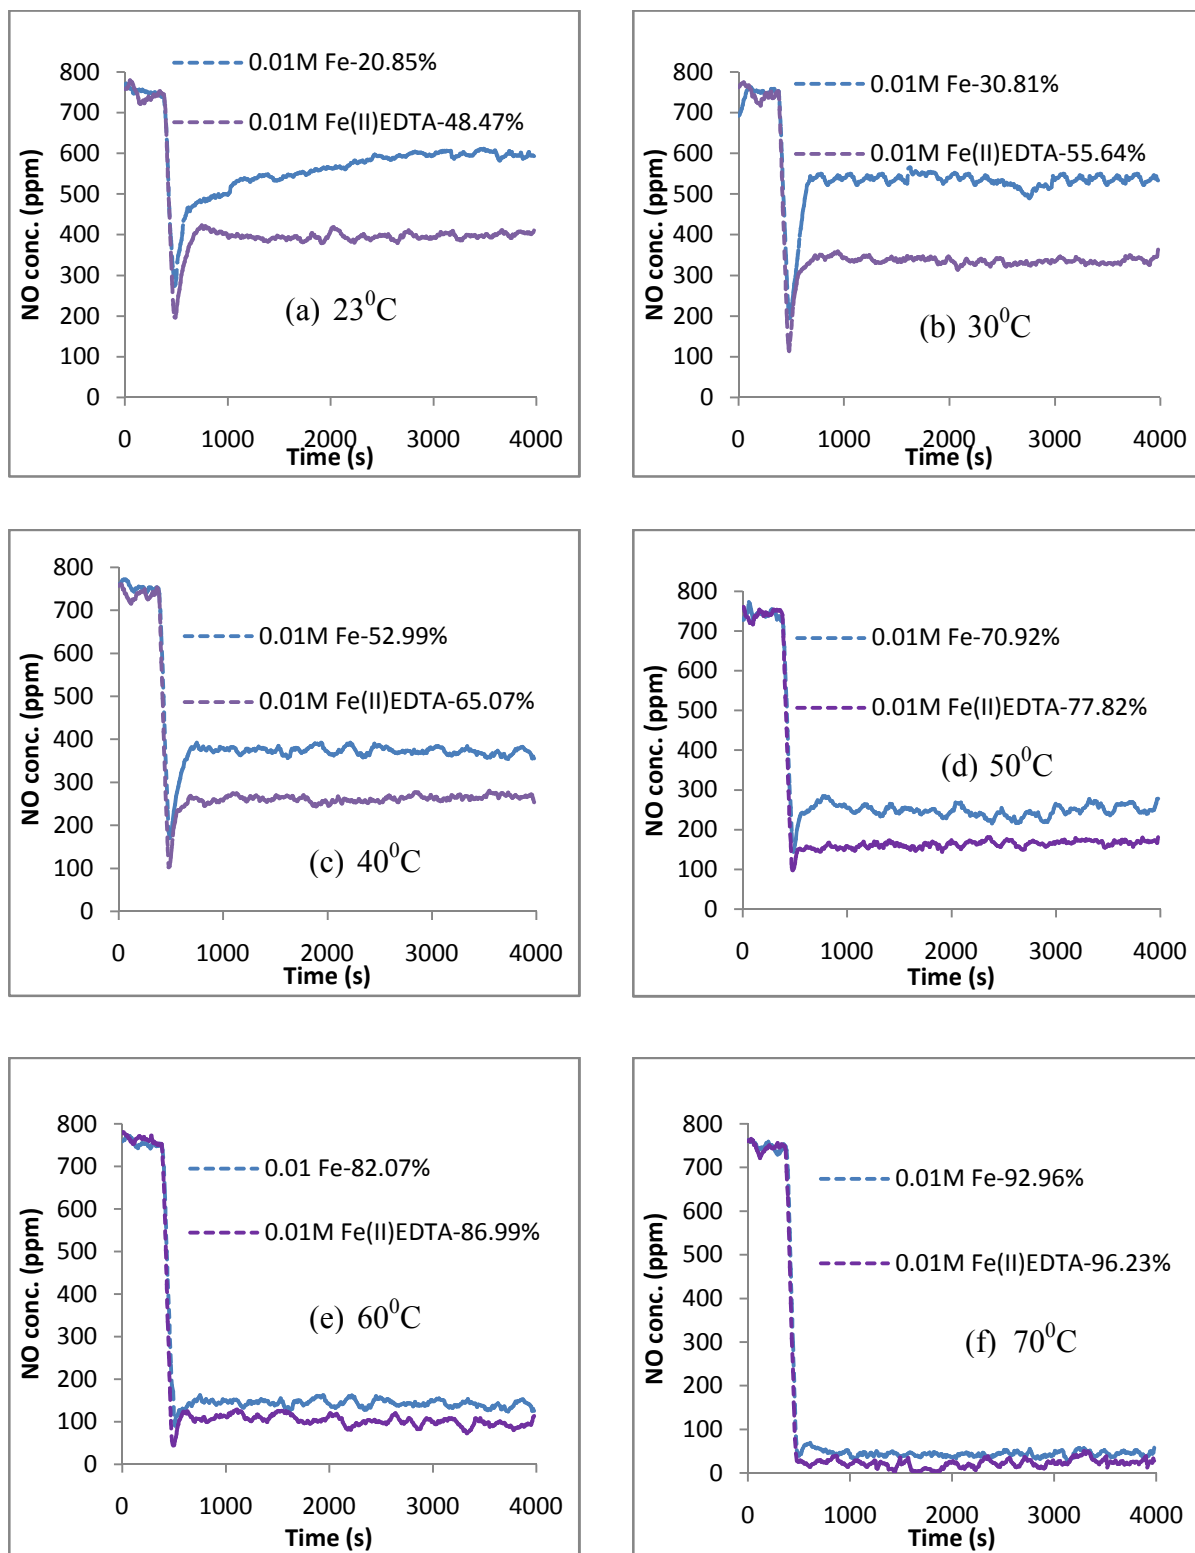 0.01M Fe-20.85%
0.01M Fe(II)EDTA-48.47%
NO conc. (ppm)
800
700
600
500
400
300
200
100
0
(a) 23⁰C
0 1000 2000 3000 4000
Time (s)
0.01M Fe-30.81%
0.01M Fe(II)EDTA-55.64%
NO conc. (ppm)
800
700
600
500
400
300
200
100
0
(b) 30⁰C
0 1000 2000 3000 4000
Time (s)
0.01M Fe-52.99%
0.01M Fe(II)EDTA-65.07%
NO conc. (ppm)
800
700
600
500
400
300
200
100
0
(c) 40⁰C
0 1000 2000 3000 4000
Time (s)
0.01M Fe-70.92%
0.01M Fe(II)EDTA-77.82%
NO conc. (ppm)
800
700
600
500
400
300
200
100
0
(d) 50⁰C
0 1000 2000 3000 4000
Time (s)
0.01 Fe-82.07%
0.01M Fe(II)EDTA-86.99%
NO conc. (ppm)
800
700
600
500
400
300
200
100
0
(e) 60⁰C
0 1000 2000 3000 4000
Time (s)
0.01M Fe-92.96%
0.01M Fe(II)EDTA-96.23%
NO conc. (ppm)
800
700
600
500
400
300
200
100
0
(f) 70⁰C
0 1000 2000 3000 4000
Time (s)